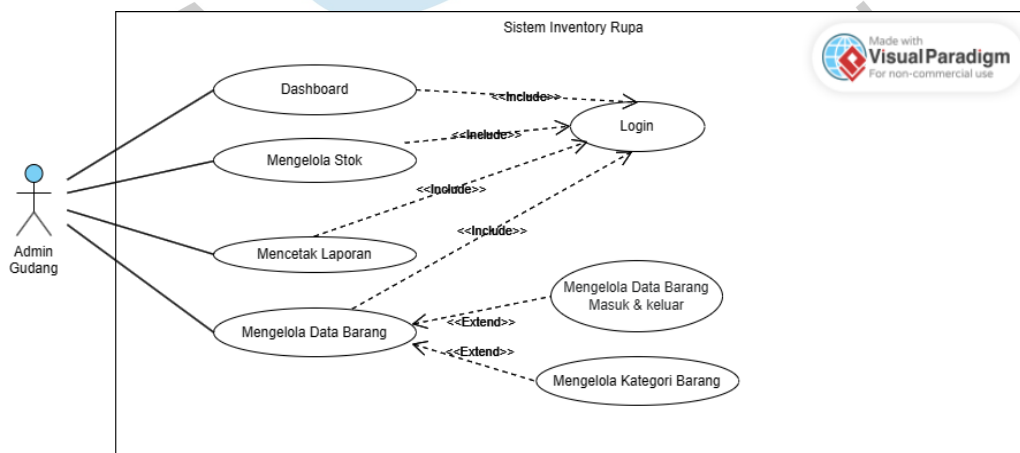 Sistem Inventory Rupa
Made with
Visual Paradigm
For non-commercial use
Dashboard
<<Include>>
Login
<<Include>>
Mengelola Stok
<<Include>>
<<Include>>
Admin
Gudang
Mencetak Laporan
Mengelola Data Barang
Masuk & keluar
<<Extend>>
Mengelola Data Barang
<<Extend>>
Mengelola Kategori Barang